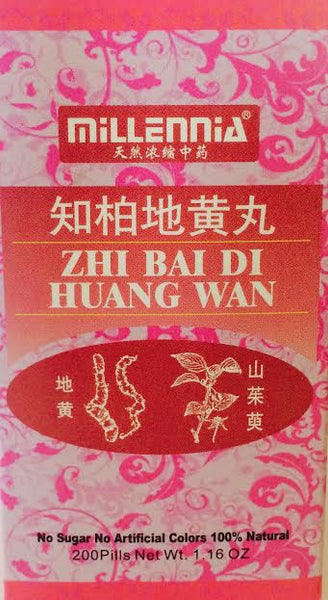 MILLENNIA®
天然浓缩中药
知柏地黄丸
ZHI BAI DI
HUANG WAN
地黄
山茱萸
No Sugar No Artificial Colors 100% Natural
200Pills Net Wt. 1.16 OZ